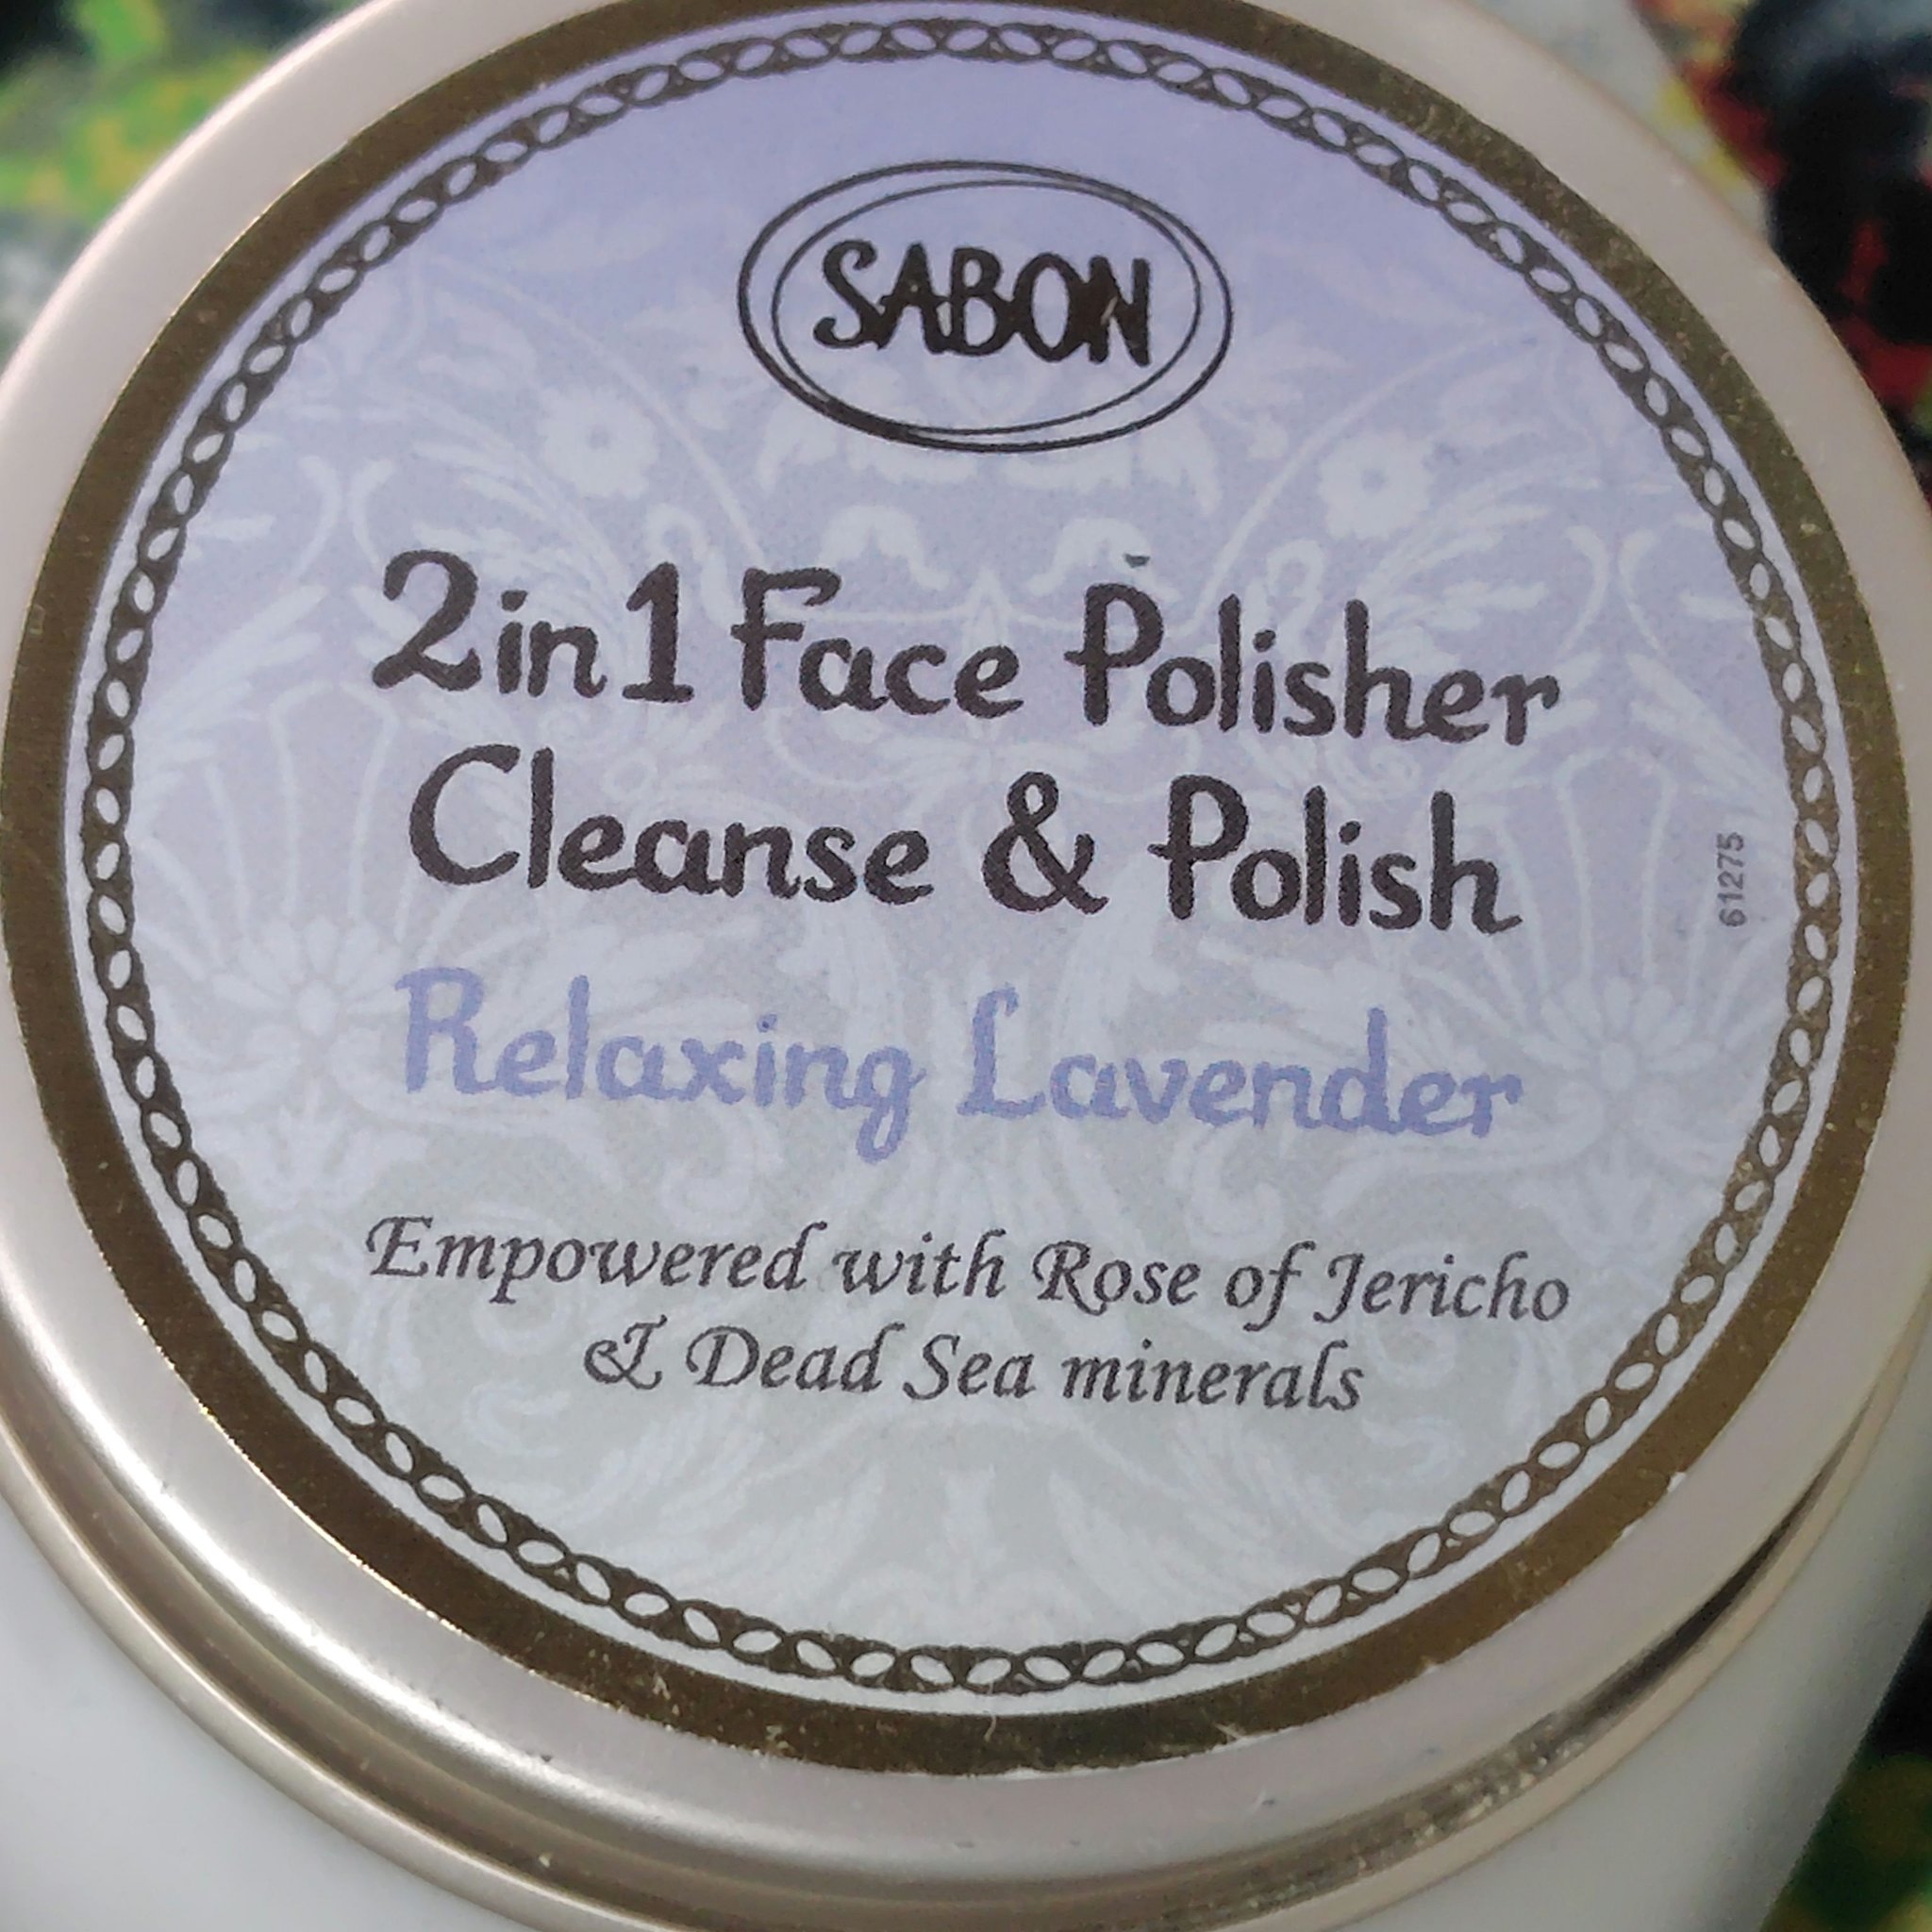 SABON
2in1 Face Polisher
Cleanse & Polish
61275
Relaxing Lavender
Empowered with Rose of Jericho
& Dead Sea minerals